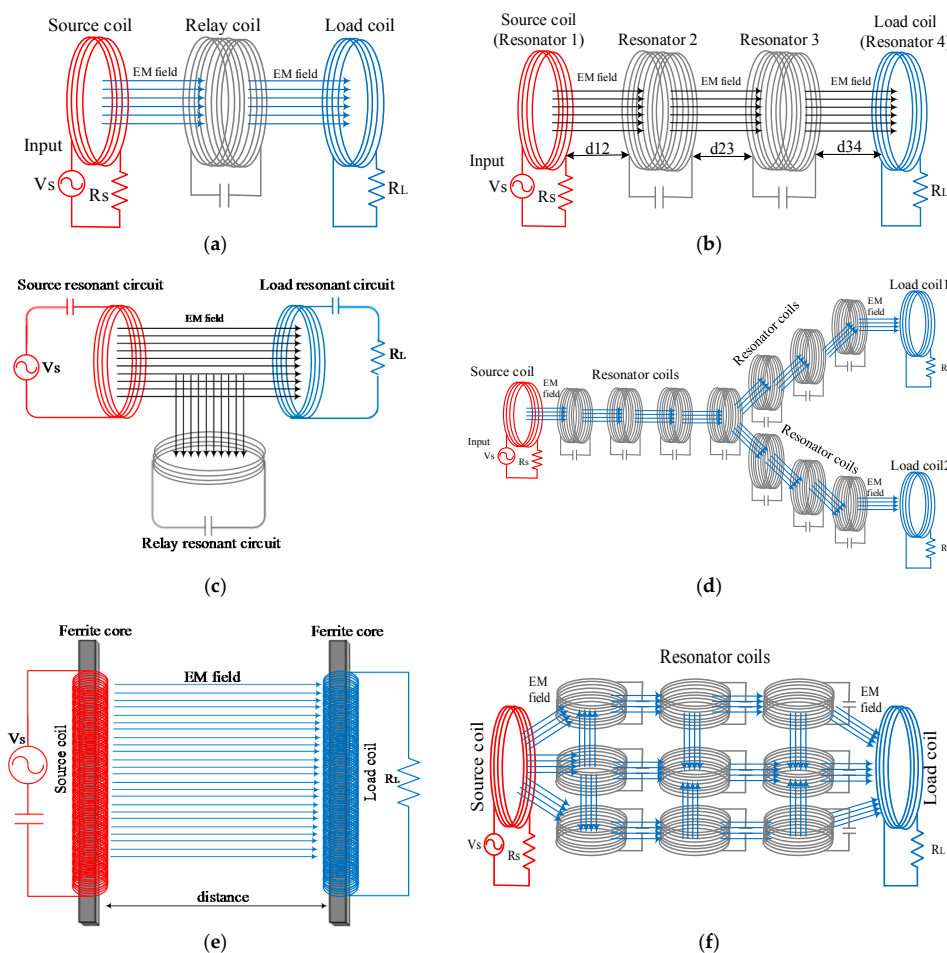 Source coil
Relay coil
Load coil
EM field
EM field
Input
Vs
Rs
RL
(a)
Source coil
(Resonator 1)
Resonator 2
Resonator 3
Load coil
(Resonator 4)
EM field
EM field
EM field
d12
d23
d34
Input
Vs
Rs
RL
(b)
Source resonant circuit
Load resonant circuit
EM field
Vs
RL
Relay resonant circuit
(c)
Source coil
EM
field
Resonator coils
Resonator coils
Resonator coils
EM
field
Load coil1
Input
Vs
Rs
R
EM
field
Load coil2
R
(d)
Ferrite core
Ferrite core
EM field
Vs
Source coil
Load coil
RL
distance
(e)
Resonator coils
EM
field
EM
field
Source coil
Load coil
Vs
Rs
RL
(f)